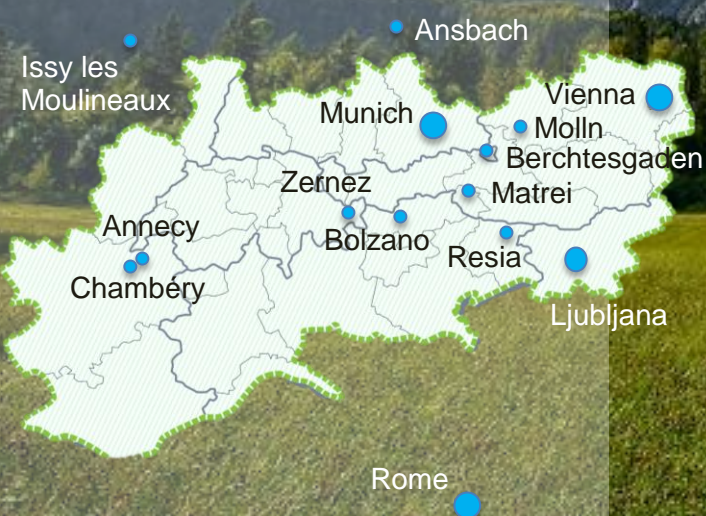 Ansbach
Issy les
Moulineaux
Vienna
Munich
Molln
Berchtesgaden
Zernez
Matrei
Annecy
Bolzano
Resia
Chambéry
Ljubljana
Rome